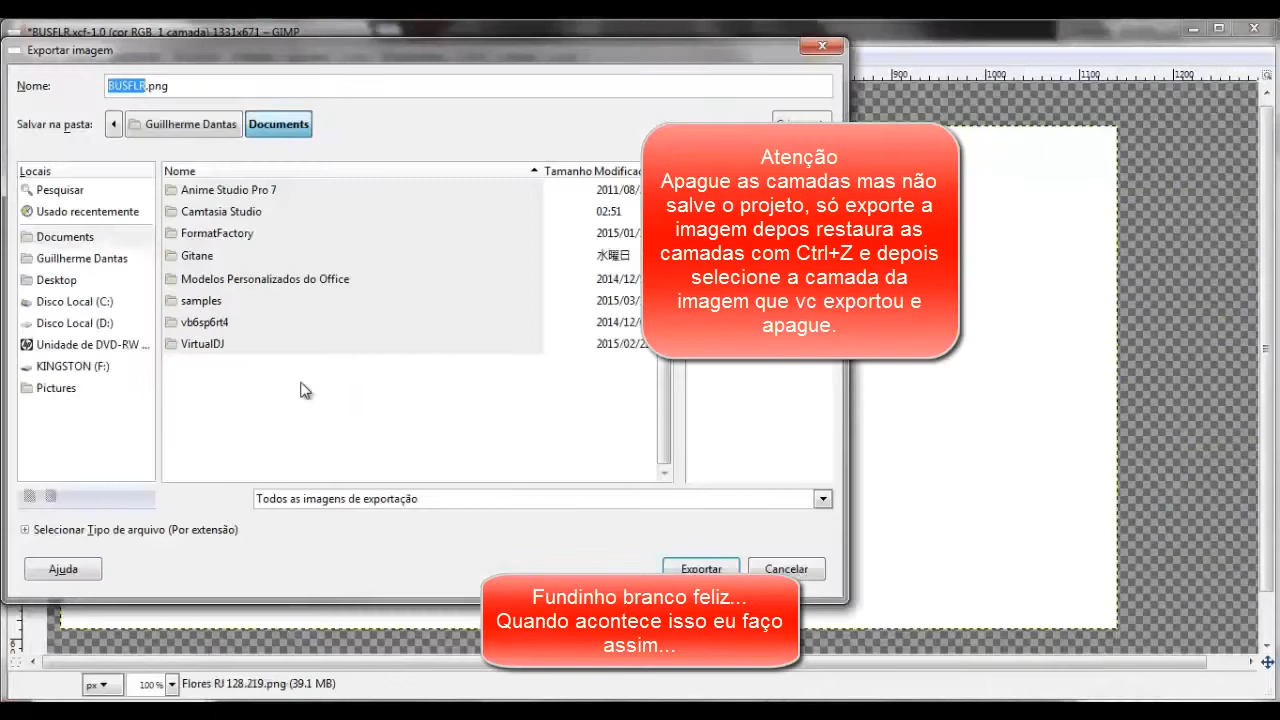 *BUSFLR.xcf-1.0 (cor RGB, 1 camada) 1331x671 – GIMP
Exportar imagem
900 1000 1100 1200
Nome: BUSFLR.png
Salvar na pasta: Guillherme Dantas Documents
Locais
Pesquisar
Usado recentemente
Documents
Guillherme Dantas
Desktop
Disco Local (C:)
Disco Local (D:)
Unidade de DVD-RW ...
KINGSTON (F:)
Pictures
Nome Tamanho Modificac
Anime Studio Pro 7 2011/08/
Camtasia Studio 02:51
FormatFactory 2015/01/
Gitane 水曜日
Modelos Personalizados do Office 2014/12/
samples 2015/03/
vb6sp6rt4 2014/12/
VirtualDJ 2015/02/
Atenção
Apague as camadas mas não
salve o projeto, só exporte a
imagem depos restaura as
camadas com Ctrl+Z e depois
selecione a camada da
imagem que vc exportou e
apague.
Todos as imagens de exportação
Selecionar Tipo de arquivo (Por extensão)
Ajuda Exportar Cancelar
Fundinho branco feliz...
Quando acontece isso eu faço
assim...
px 100 % Flores RJ 128.219.png (39.1 MB)